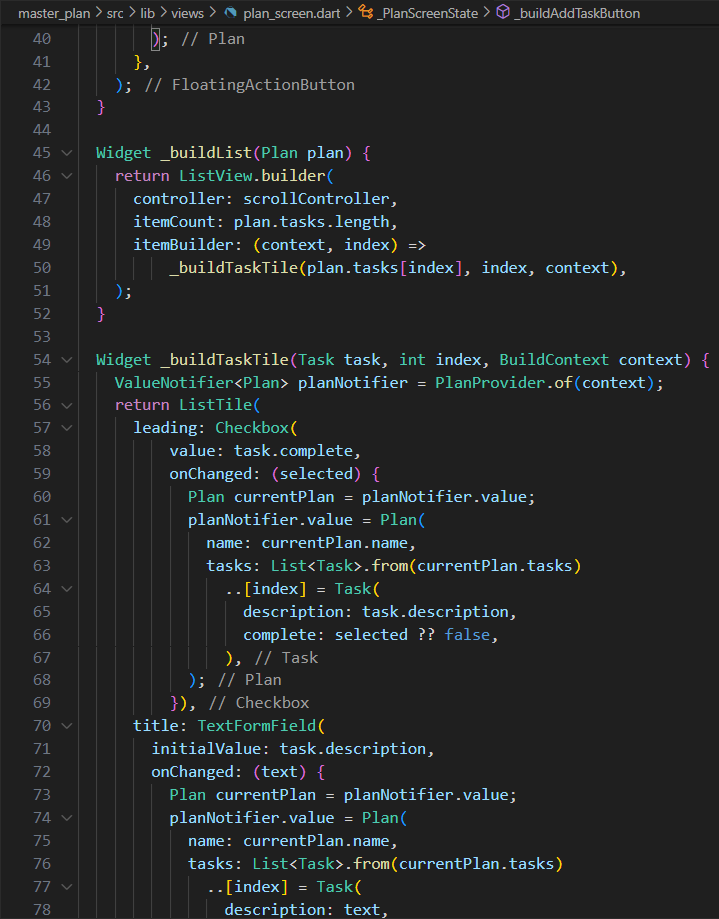 master_plan > src > lib > views > plan_screen.dart > _PlanScreenState > _buildAddTaskButton
40 ); // Plan
41 },
42 ); // FloatingActionButton
43 }
44
45 Widget _buildList(Plan plan) {
46 return ListView.builder(
47 controller: scrollController,
48 itemCount: plan.tasks.length,
49 itemBuilder: (context, index) =>
50 _buildTaskTile(plan.tasks[index], index, context),
51 );
52 }
53
54 Widget _buildTaskTile(Task task, int index, BuildContext context) {
55 ValueNotifier<Plan> planNotifier = PlanProvider.of(context);
56 return ListTile(
57 leading: Checkbox(
58 value: task.complete,
59 onChanged: (selected) {
60 Plan currentPlan = planNotifier.value;
61 planNotifier.value = Plan(
62 name: currentPlan.name,
63 tasks: List<Task>.from(currentPlan.tasks)
64 ..[index] = Task(
65 description: task.description,
66 complete: selected ?? false,
67 ), // Task
68 ); // Plan
69 }), // Checkbox
70 title: TextFormField(
71 initialValue: task.description,
72 onChanged: (text) {
73 Plan currentPlan = planNotifier.value;
74 planNotifier.value = Plan(
75 name: currentPlan.name,
76 tasks: List<Task>.from(currentPlan.tasks)
77 ..[index] = Task(
78 description: text,